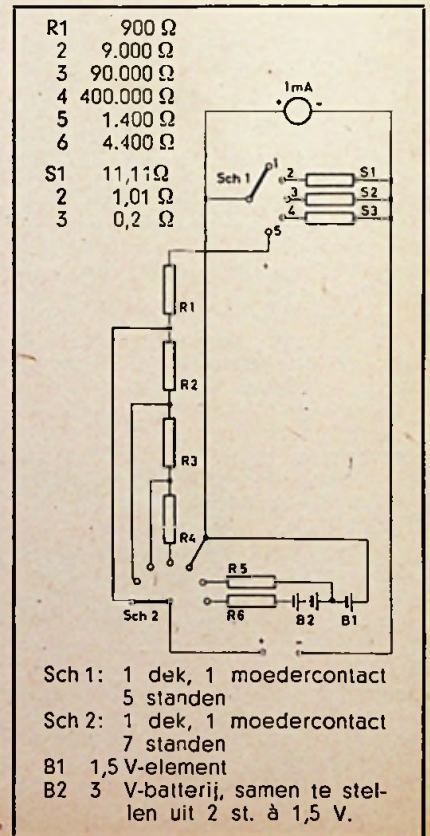 R1 900 Ω
2 9.000 Ω
3 90.000 Ω
4 400.000 Ω
5 1.400 Ω
6 4.400 Ω
S1 11,11 Ω
2 1,01 Ω
3 0,2 Ω
1mA
+ -
Sch 1
1
2 S1
3 S2
4 S3
5
R1
R2
R3
R4
R5
R6
B2 B1
Sch 2
+ -
Sch 1: 1 dek, 1 moedercontact
5 standen
Sch 2: 1 dek, 1 moedercontact
7 standen
B1 1,5 V-element
B2 3 V-batterij, samen te stel-
len uit 2 st. à 1,5 V.